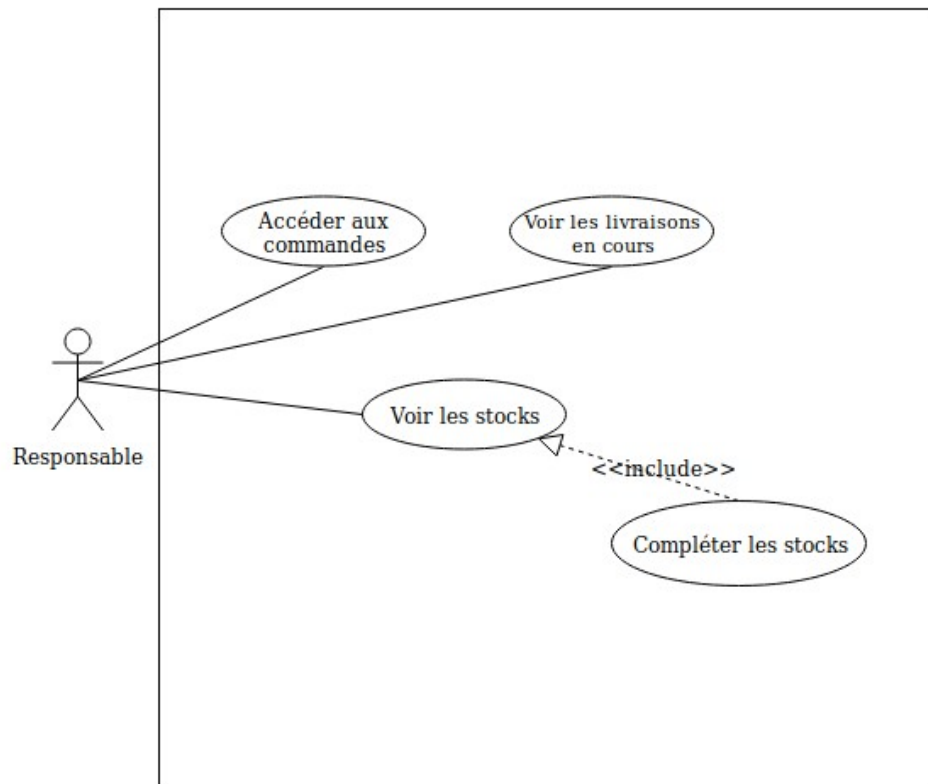 Accéder aux
commandes
Voir les livraisons
en cours
Responsable
Voir les stocks
<<include>>
Compléter les stocks